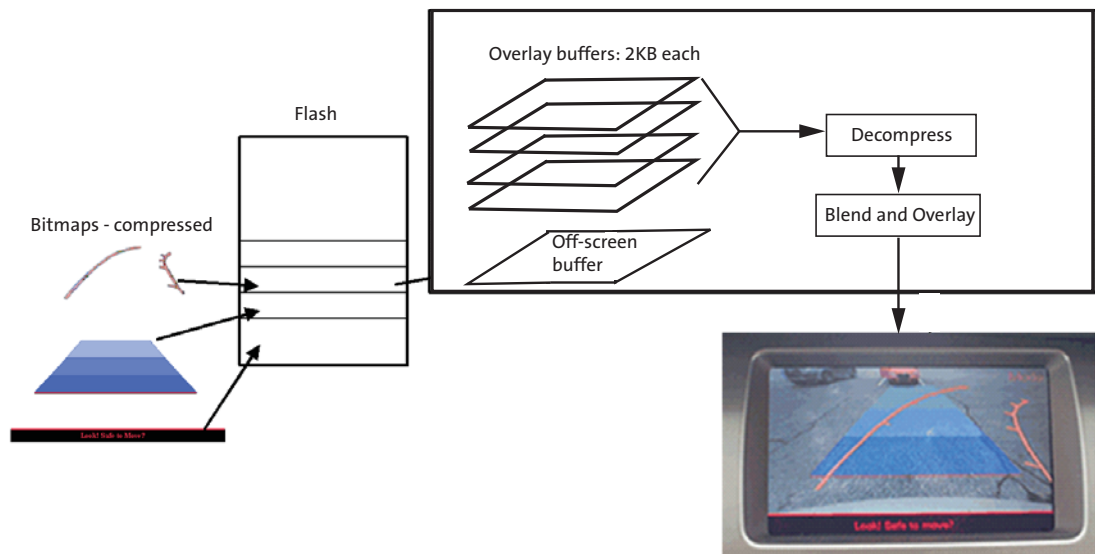 Overlay buffers: 2KB each
Flash
Decompress
Bitmaps - compressed
Blend and Overlay
Off-screen
buffer
Look! Safe to Move?
Look! Safe to move?